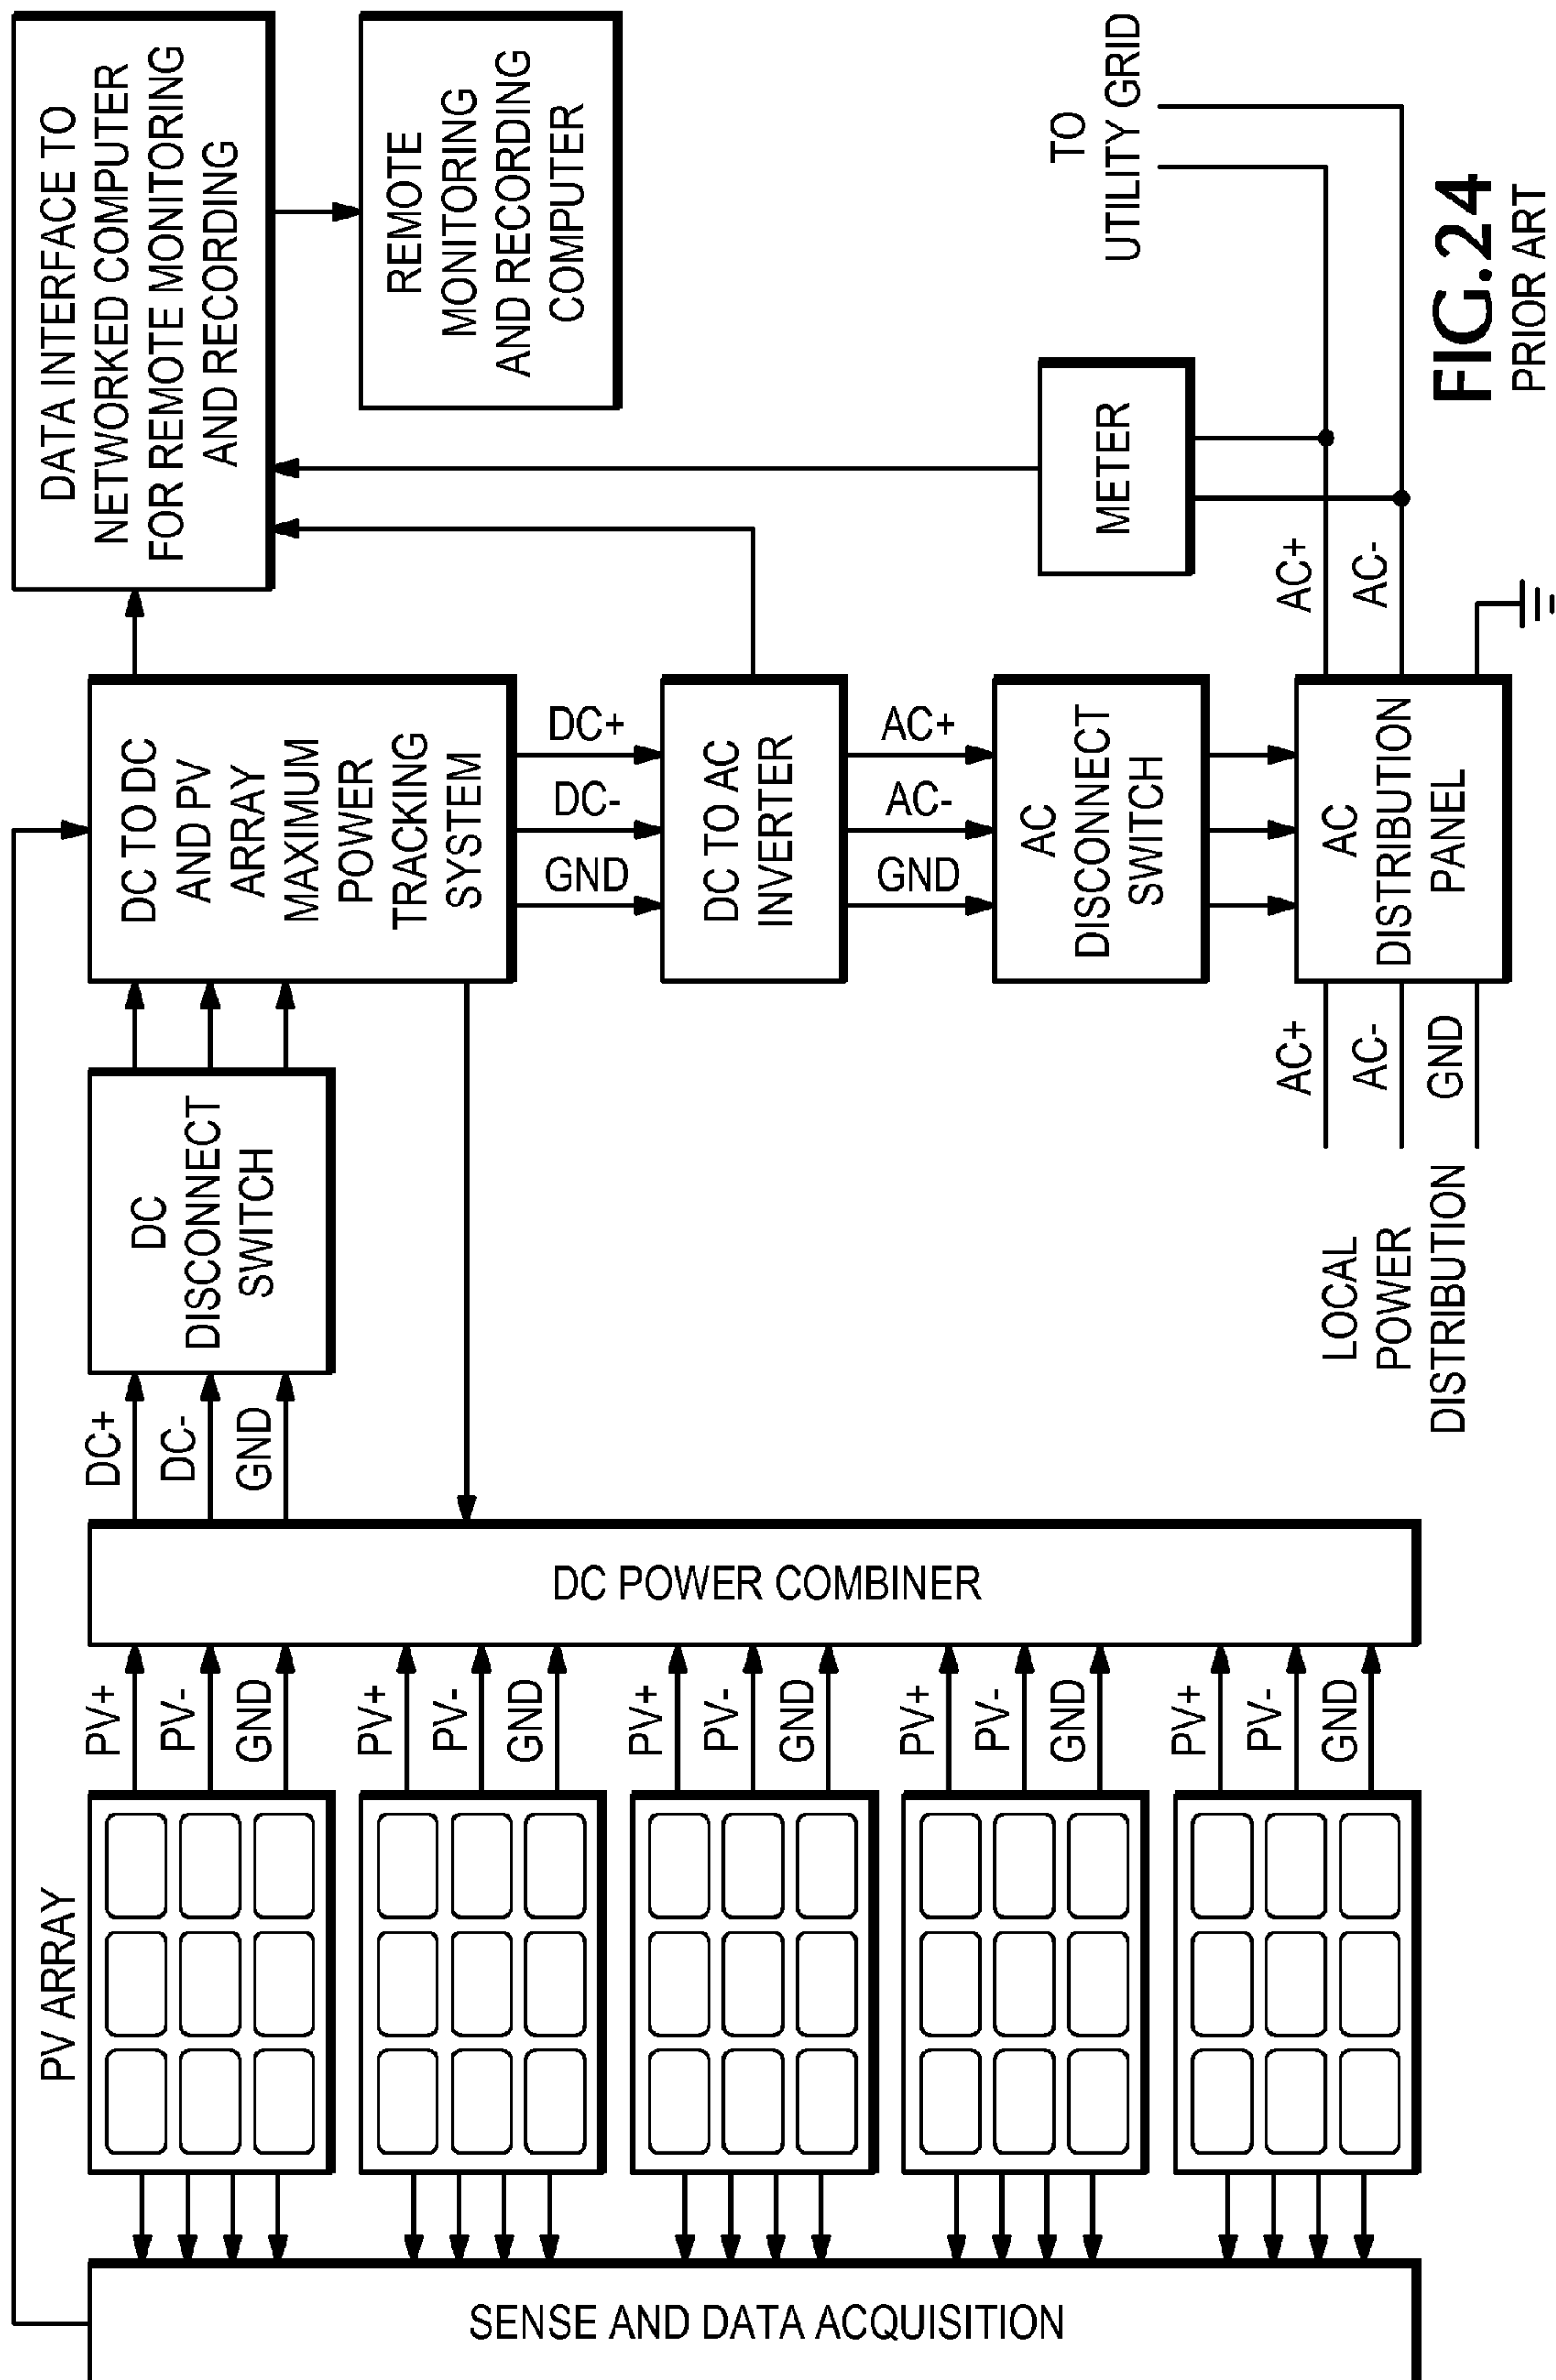 DATA INTERFACE TO
NETWORKED COMPUTER
FOR REMOTE MONITORING
AND RECORDING
REMOTE
MONITORING
AND RECORDING
COMPUTER
TO
UTILITY GRID
METER
AC+
AC-
DC TO DC
AND PV
ARRAY
MAXIMUM
POWER
TRACKING
SYSTEM
DC+
DC-
GND
DC TO AC
INVERTER
AC+
AC-
GND
AC
DISCONNECT
SWITCH
AC
DISTRIBUTION
PANEL
AC+
AC-
GND
LOCAL
POWER
DISTRIBUTION
DC
DISCONNECT
SWITCH
DC+
DC-
GND
DC POWER COMBINER
PV+
PV-
GND
PV+
PV-
GND
PV+
PV-
GND
PV+
PV-
GND
PV+
PV-
GND
PV ARRAY
SENSE AND DATA ACQUISITION
FIG.24
PRIOR ART